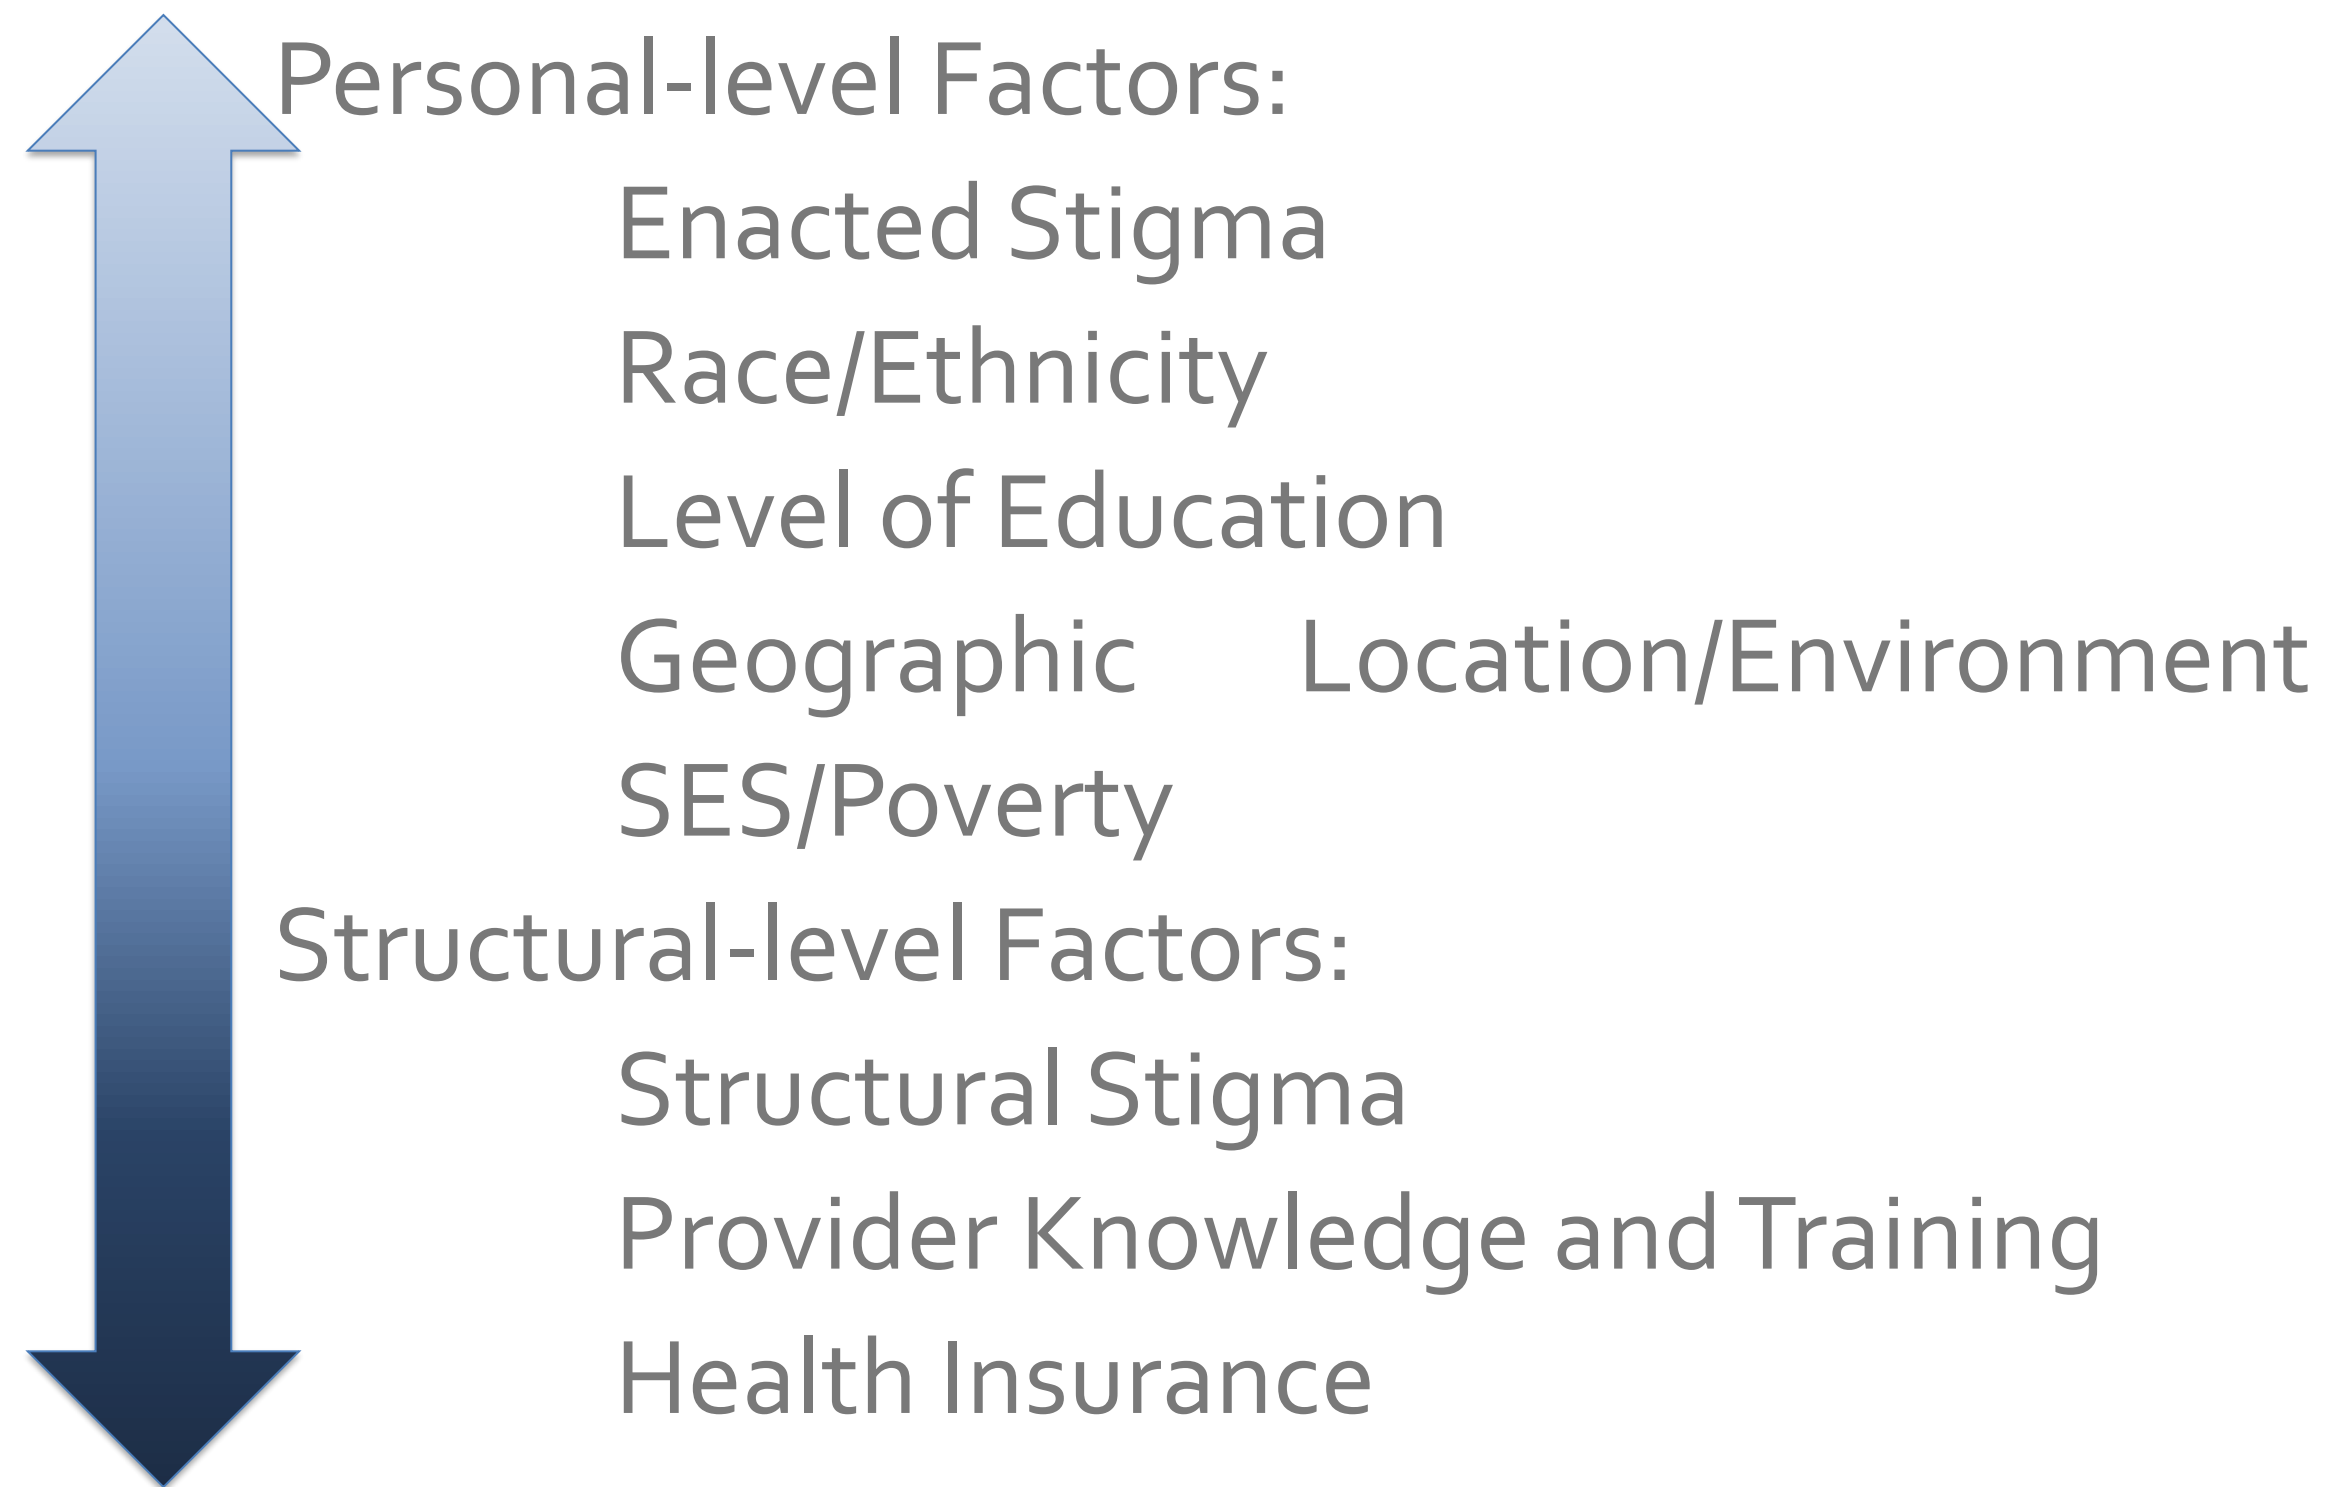 Personal-level Factors:
Enacted Stigma
Race/Ethnicity
Level of Education
Geographic Location/Environment
SES/Poverty
Structural-level Factors:
Structural Stigma
Provider Knowledge and Training
Health Insurance